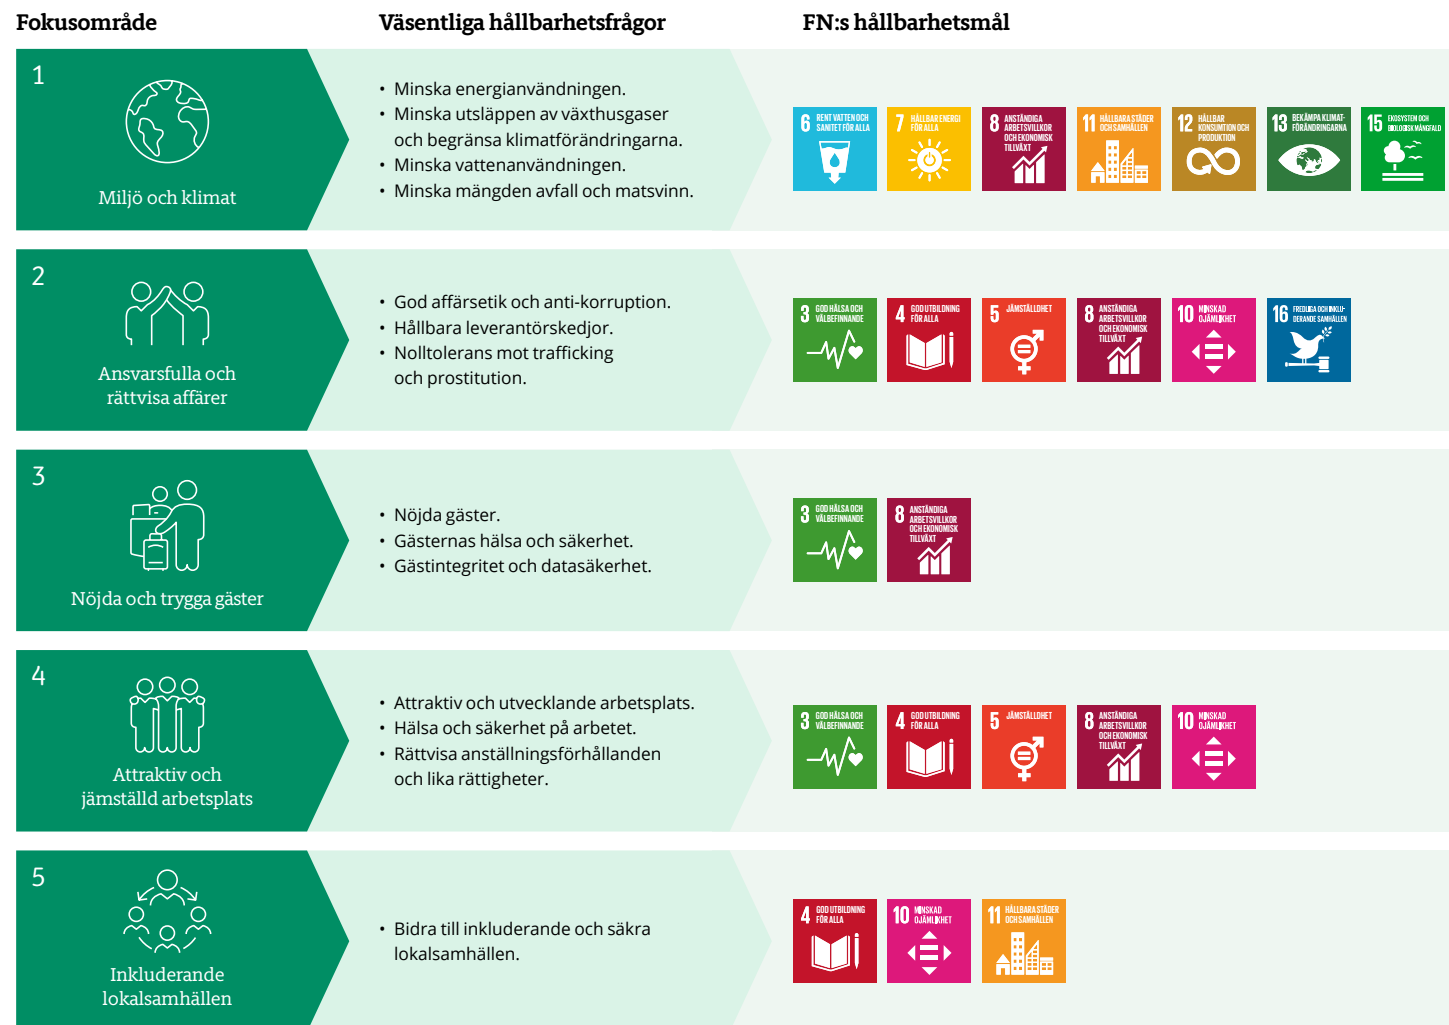 Fokusområde
Väsentliga hållbarhetsfrågor
FN:s hållbarhetsmål
1
Miljö och klimat
• Minska energianvändningen.
• Minska utsläppen av växthusgaser
och begränsa klimatförändringarna.
• Minska vattenanvändningen.
• Minska mängden avfall och matsvinn.
6 RENT VATTEN OCH
SANITET FÖR ALLA
7 HÅLLBAR ENERGI
FÖR ALLA
8 ANSTÄNDIGA
ARBETSVILLKOR
OCH EKONOMISK
TILLVÄXT
11 HÅLLBARA STÄDER
OCH SAMHÄLLEN
12 HÅLLBAR
KONSUMTION OCH
PRODUKTION
13 BEKÄMPA KLIMAT-
FÖRÄNDRINGARNA
15 EKOSYSTEM OCH
BIOLOGISK MÅNGFALD
2
Ansvarsfulla och
rättvisa affärer
• God affärsetik och anti-korruption.
• Hållbara leverantörskedjor.
• Nolltolerans mot trafficking
och prostitution.
3 GOD HÄLSA OCH
VÄLBEFINNANDE
4 GOD UTBILDNING
FÖR ALLA
5 JÄMSTÄLLDHET
8 ANSTÄNDIGA
ARBETSVILLKOR
OCH EKONOMISK
TILLVÄXT
10 MINSKAD
OJÄMLIKHET
16 FREDLIGA OCH INKLU-
DERANDE SAMHÄLLEN
3
Nöjda och trygga gäster
• Nöjda gäster.
• Gästernas hälsa och säkerhet.
• Gästintegritet och datasäkerhet.
3 GOD HÄLSA OCH
VÄLBEFINNANDE
8 ANSTÄNDIGA
ARBETSVILLKOR
OCH EKONOMISK
TILLVÄXT
4
Attraktiv och
jämställd arbetsplats
• Attraktiv och utvecklande arbetsplats.
• Hälsa och säkerhet på arbetet.
• Rättvisa anställningsförhållanden
och lika rättigheter.
3 GOD HÄLSA OCH
VÄLBEFINNANDE
4 GOD UTBILDNING
FÖR ALLA
5 JÄMSTÄLLDHET
8 ANSTÄNDIGA
ARBETSVILLKOR
OCH EKONOMISK
TILLVÄXT
10 MINSKAD
OJÄMLIKHET
5
Inkluderande
lokalsamhällen
• Bidra till inkluderande och säkra
lokalsamhällen.
4 GOD UTBILDNING
FÖR ALLA
10 MINSKAD
OJÄMLIKHET
11 HÅLLBARA STÄDER
OCH SAMHÄLLEN